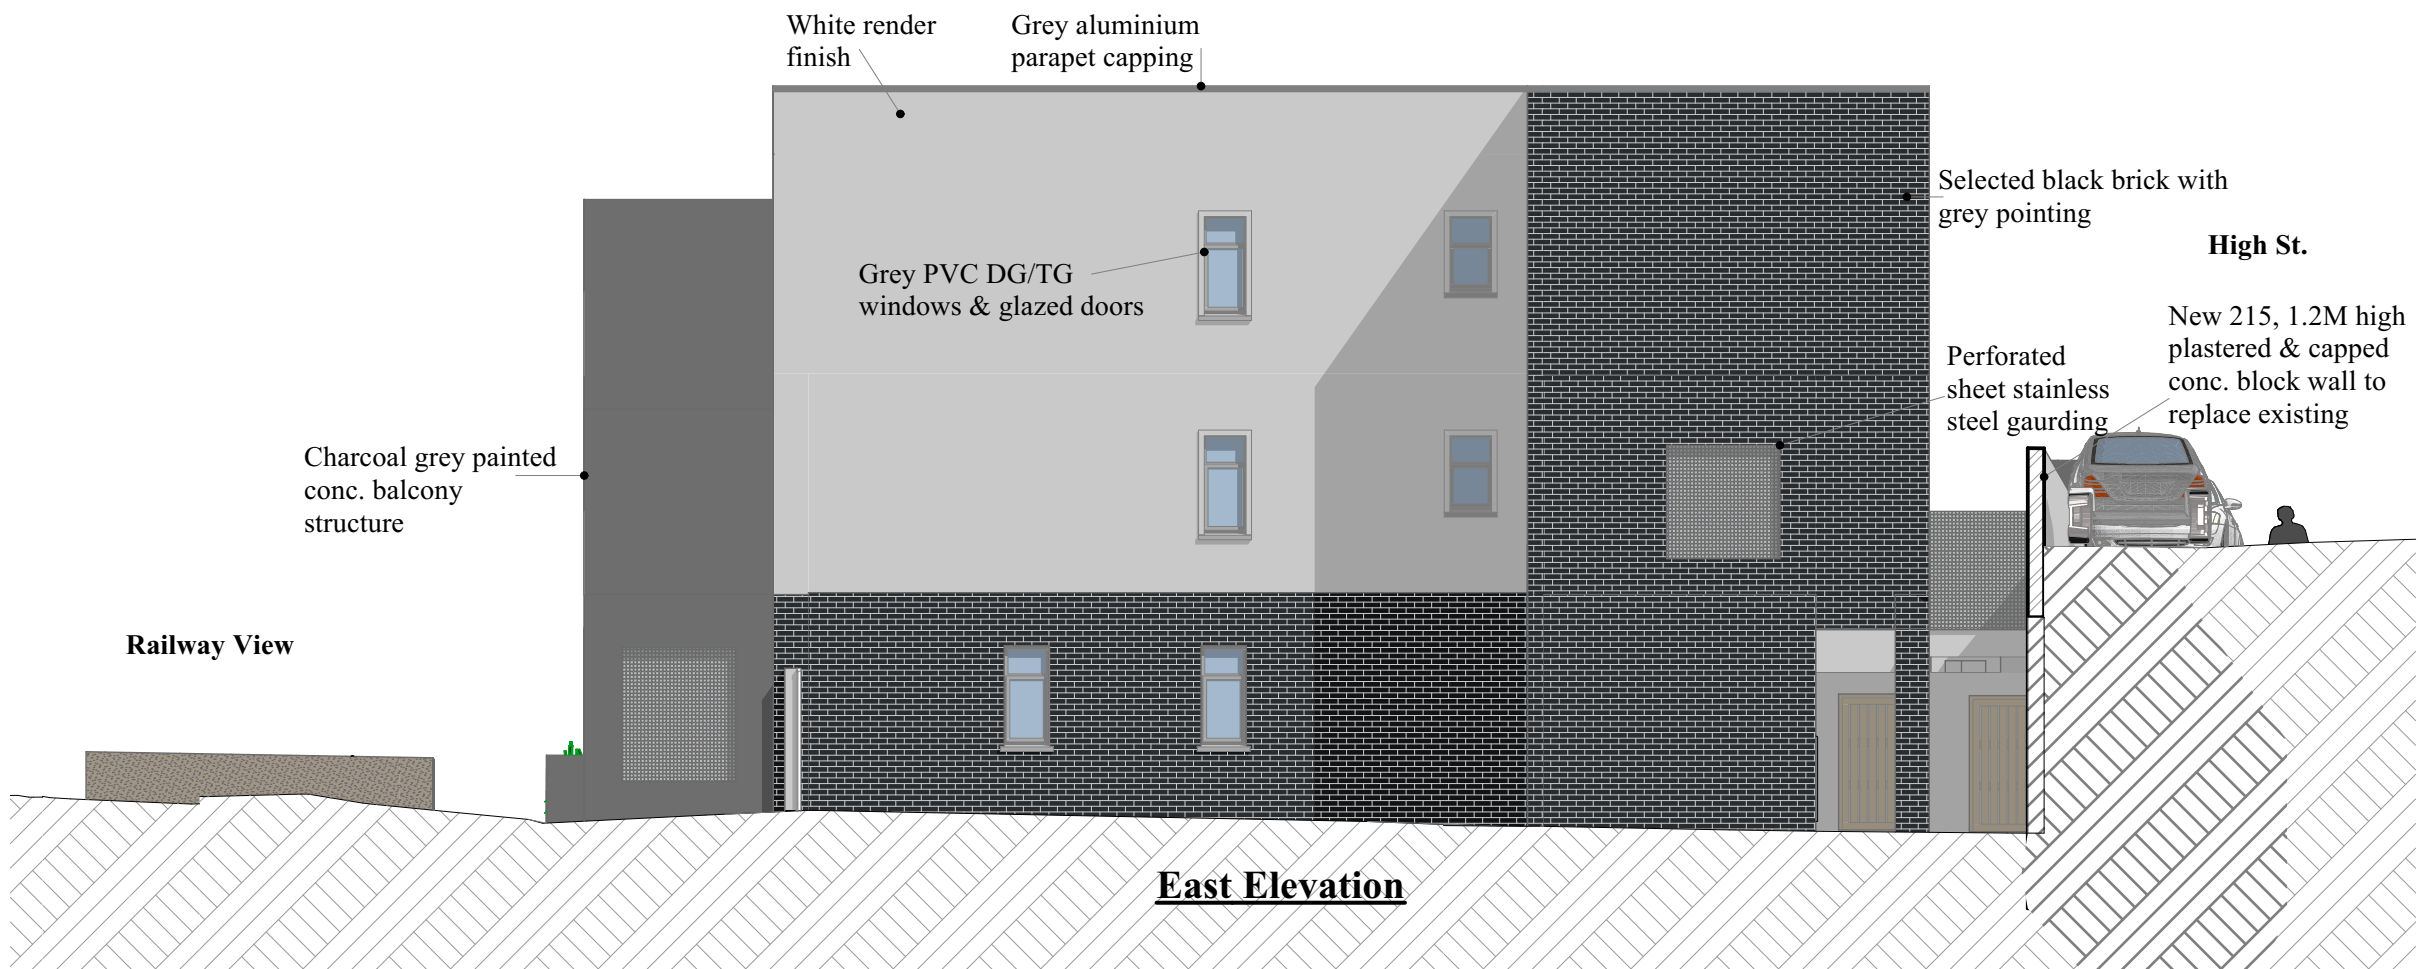 White render
finish
Grey aluminium
parapet capping
Selected black brick with
grey pointing
High St.
Grey PVC DG/TG
windows & glazed doors
New 215, 1.2M high
plastered & capped
conc. block wall to
replace existing
Perforated
sheet stainless
steel gaurding
Charcoal grey painted
conc. balcony
structure
Railway View
East Elevation